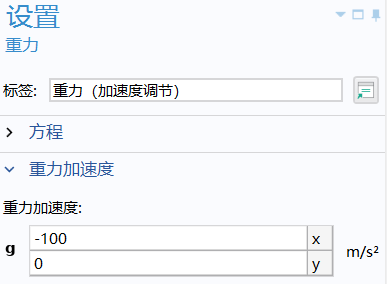 设置
重力
标签: 重力（加速度调节）
方程
重力加速度
重力加速度:
g -100 x m/s²
0 y